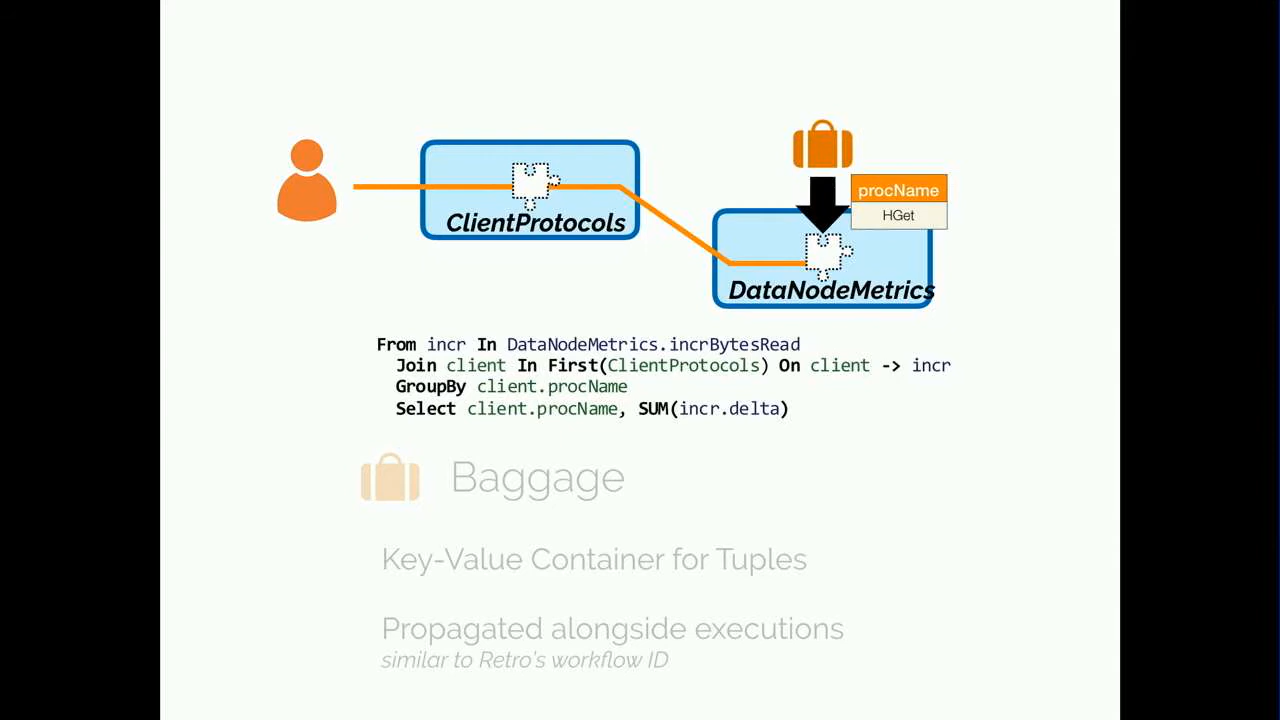 procName
HGet
ClientProtocols
DataNodeMetrics
From incr In DataNodeMetrics.incrBytesRead
Join client In First(ClientProtocols) On client -> incr
GroupBy client.procName
Select client.procName, SUM(incr.delta)
Baggage
Key-Value Container for Tuples
Propagated alongside executions
similar to Retro's workflow ID